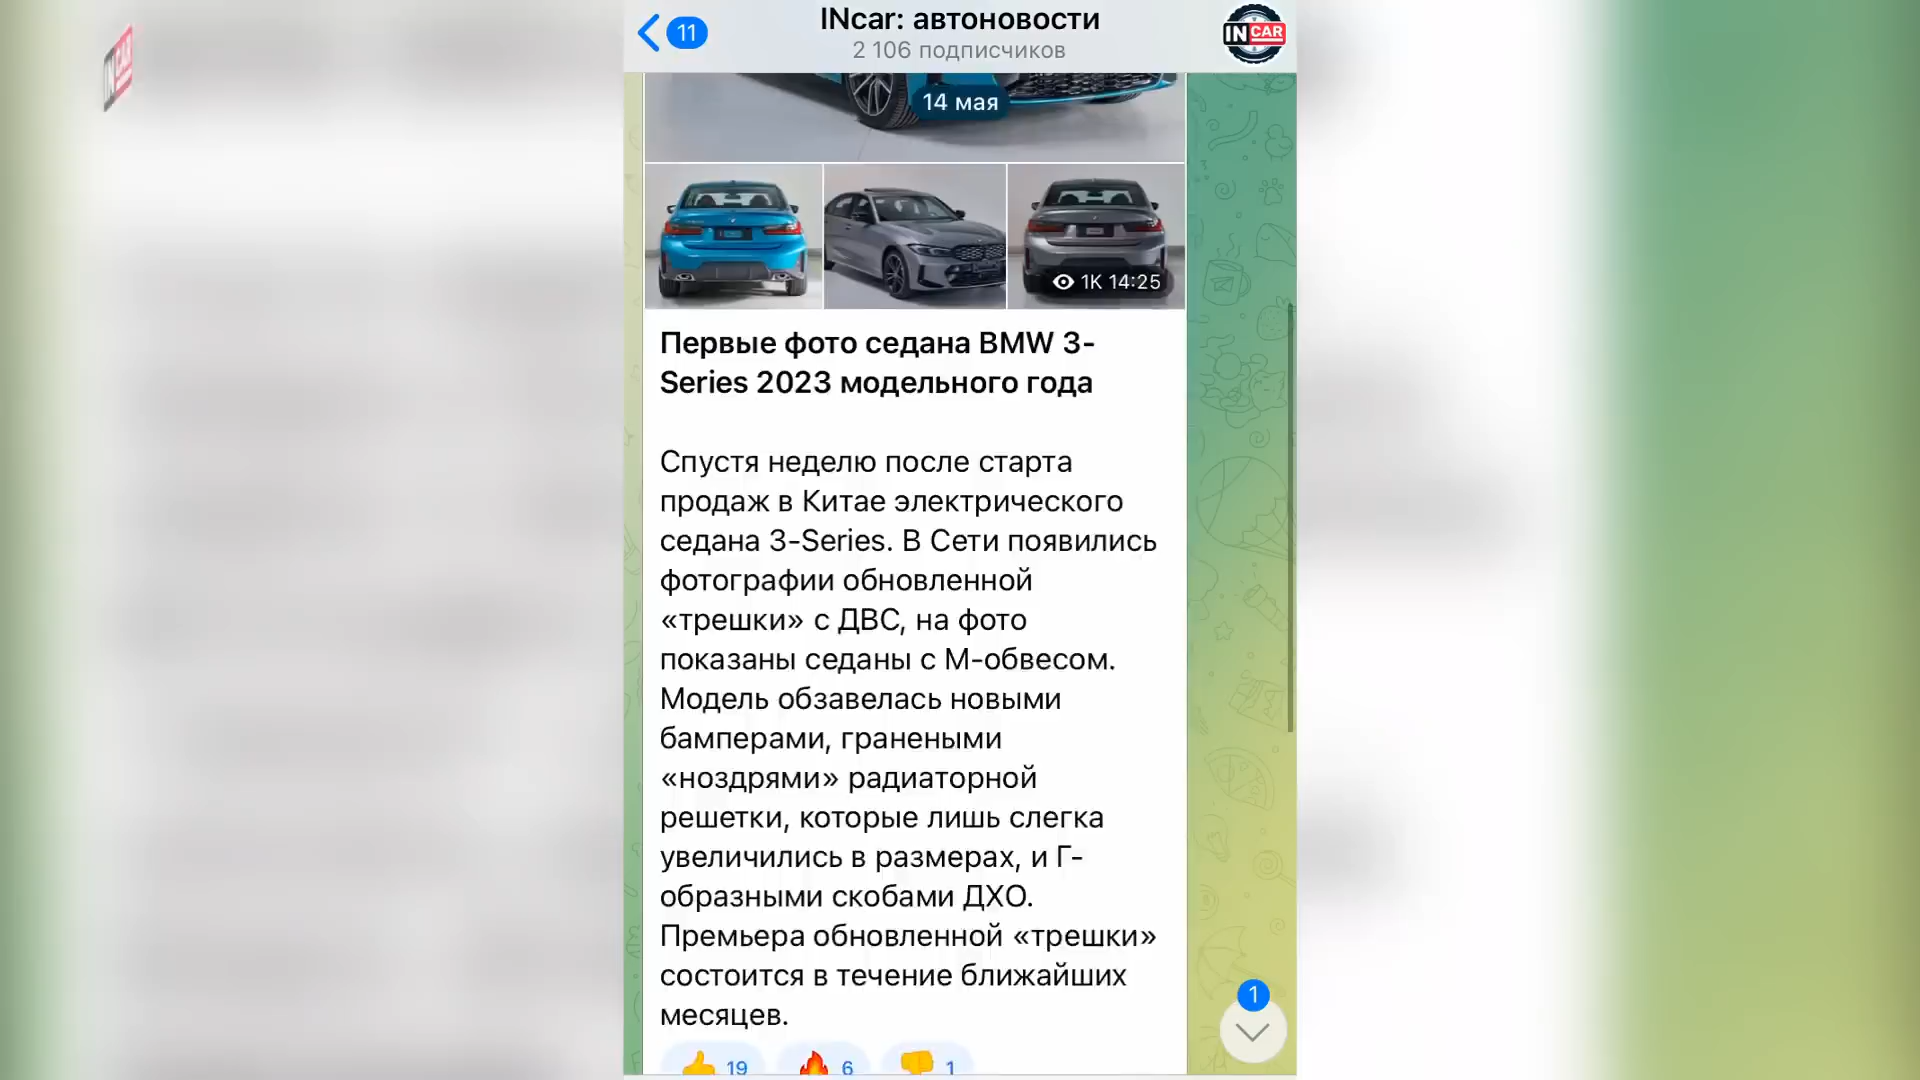 IN CAR
11
INcar: автоновости
2 106 подписчиков
IN CAR
14 мая
1K 14:25
Первые фото седана BMW 3-
Series 2023 модельного года
Спустя неделю после старта
продаж в Китае электрического
седана 3-Series. В Сети появились
фотографии обновленной
«трешки» с ДВС, на фото
показаны седаны с М-обвесом.
Модель обзавелась новыми
бамперами, гранеными
«ноздрями» радиаторной
решетки, которые лишь слегка
увеличились в размерах, и Г-
образными скобами ДХО.
Премьера обновленной «трешки»
состоится в течение ближайших
месяцев.
1
19 6 1